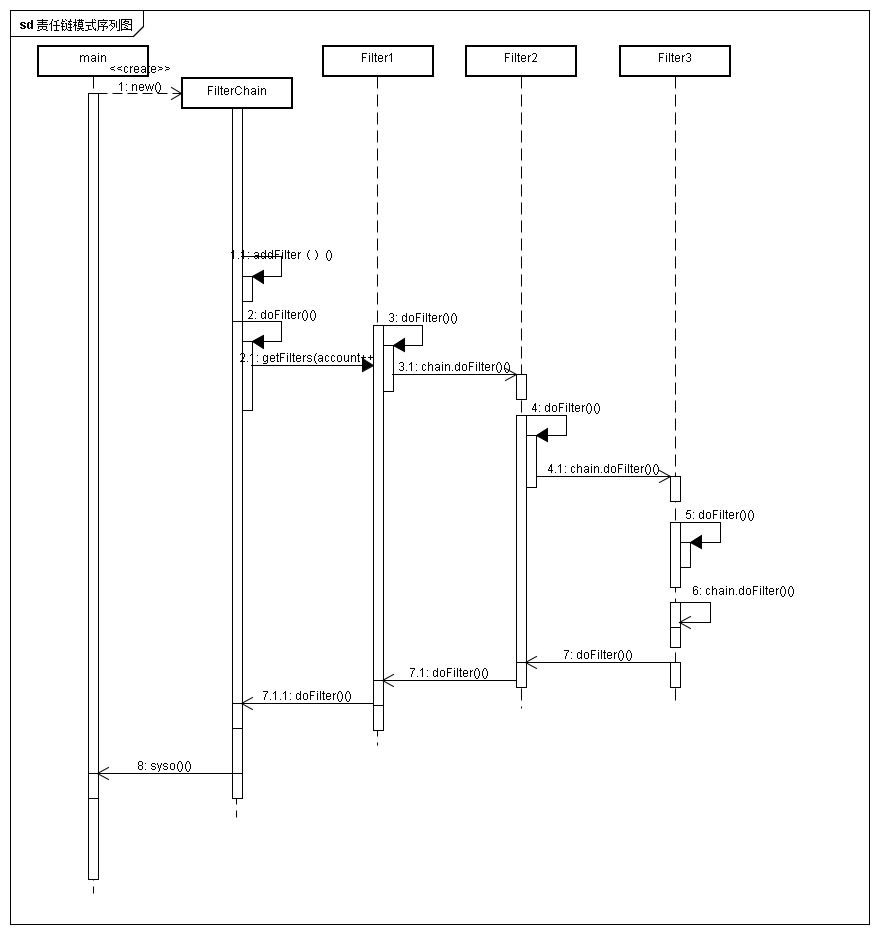 sd 责任链模式序列图
main
Filter1
Filter2
Filter3
<<create>>
1: new()
FilterChain
1.1: addFilter（）()
2: doFilter()()
3: doFilter()()
2.1: getFilters(account++
3.1: chain.doFilter()()
4: doFilter()()
4.1: chain.doFilter()()
5: doFilter()()
6: chain.doFilter()()
7: doFilter()()
7.1: doFilter()()
7.1.1: doFilter()()
8: syso()()